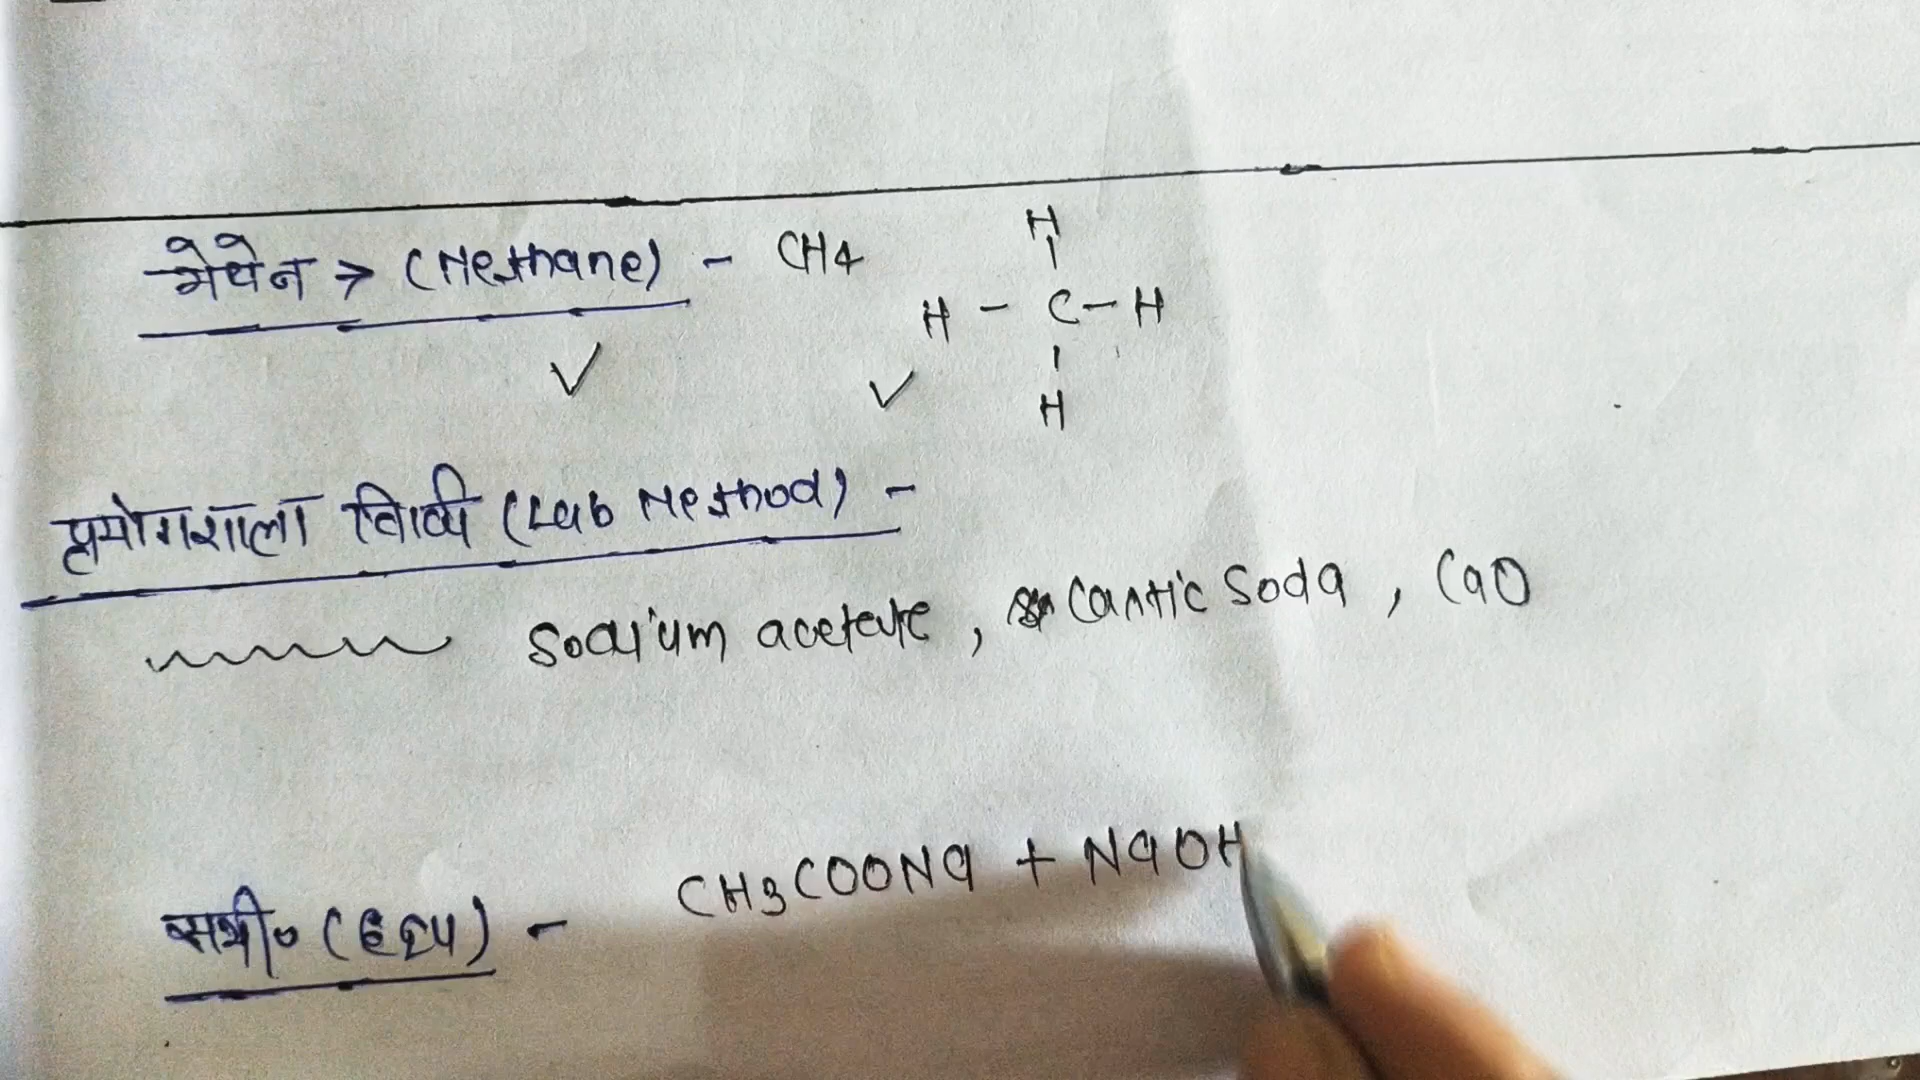 मेथेन → (Methane) - CH4
H
H - C - H
H
प्रयोगशाला विधि (Lab Method) -
Sodium acetate, Caustic Soda, CaO
समी० (EQU) - CH3COONa + NaOH